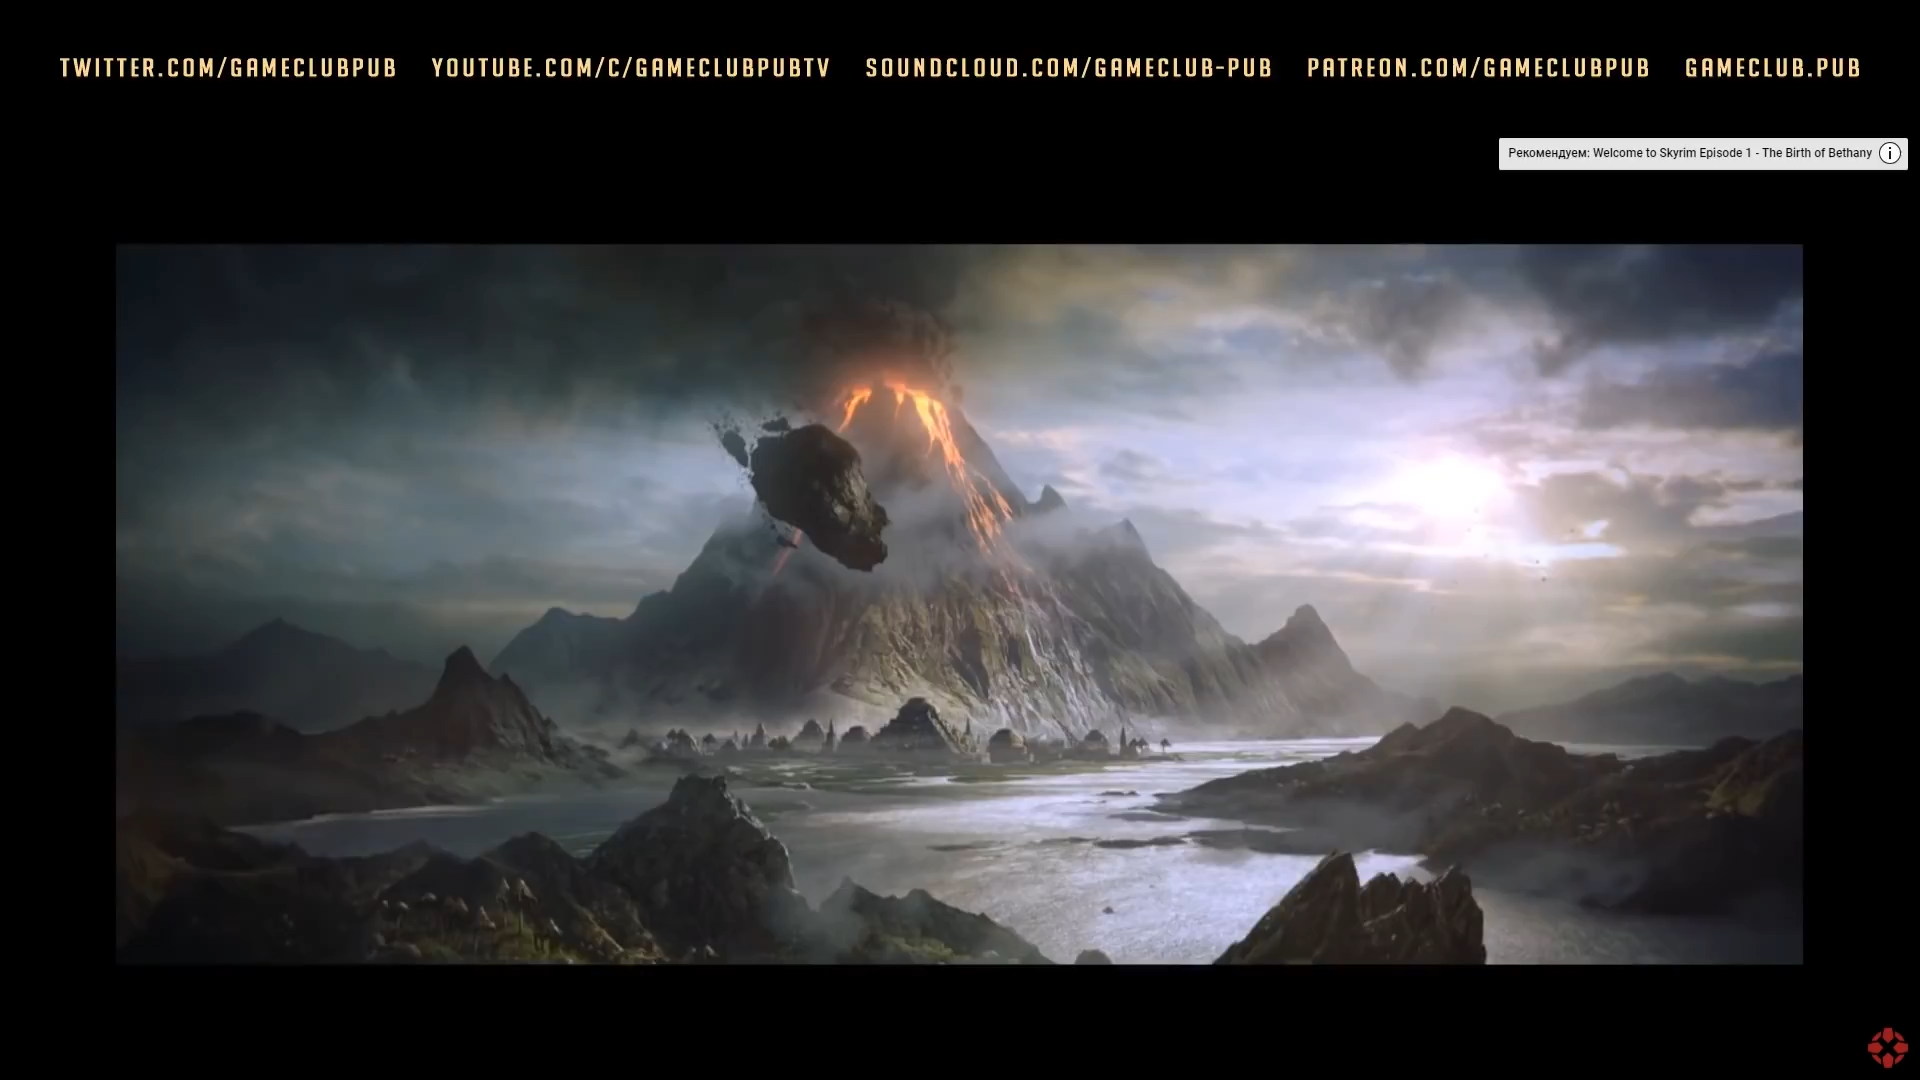 TWITTER.COM/GAMECLUBPUB YOUTUBE.COM/C/GAMECLUBPUBTV SOUNDCLOUD.COM/GAMECLUB-PUB PATREON.COM/GAMECLUBPUB GAMECLUB.PUB
Рекомендуем: Welcome to Skyrim Episode 1 - The Birth of Bethany